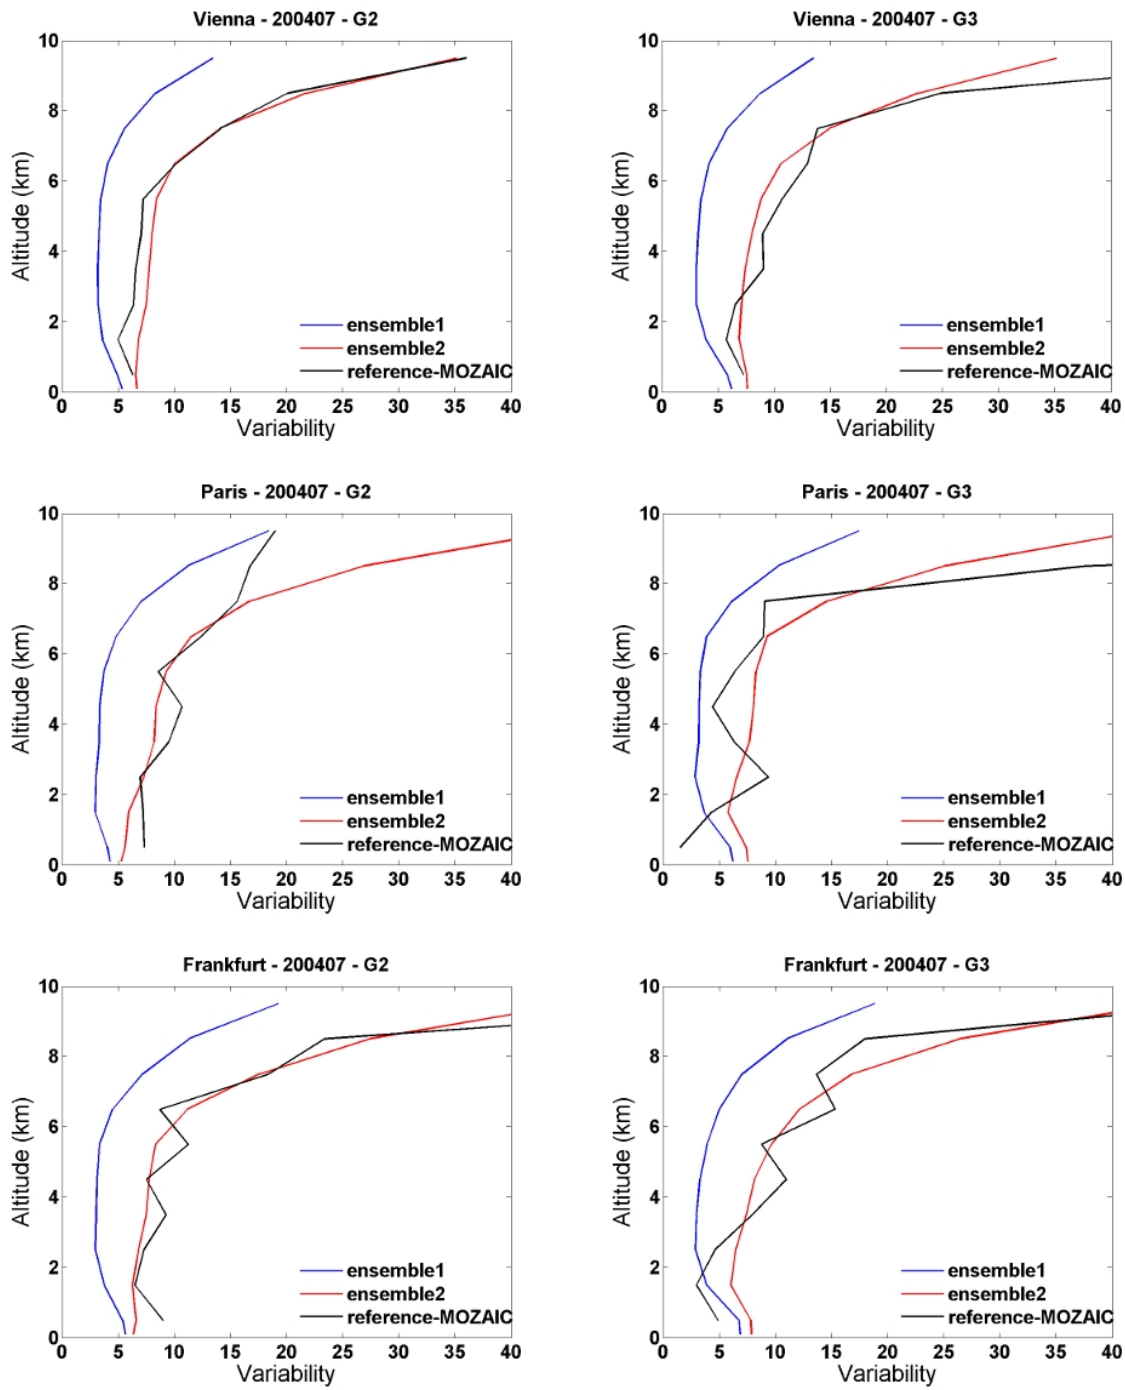 Vienna - 200407 - G2
10
8
6
4
2
0
Altitude (km)
ensemble1
ensemble2
reference-MOZAIC
0 5 10 15 20 25 30 35 40
Variability
Vienna - 200407 - G3
10
8
6
4
2
0
Altitude (km)
ensemble1
ensemble2
reference-MOZAIC
0 5 10 15 20 25 30 35 40
Variability
Paris - 200407 - G2
10
8
6
4
2
0
Altitude (km)
ensemble1
ensemble2
reference-MOZAIC
0 5 10 15 20 25 30 35 40
Variability
Paris - 200407 - G3
10
8
6
4
2
0
Altitude (km)
ensemble1
ensemble2
reference-MOZAIC
0 5 10 15 20 25 30 35 40
Variability
Frankfurt - 200407 - G2
10
8
6
4
2
0
Altitude (km)
ensemble1
ensemble2
reference-MOZAIC
0 5 10 15 20 25 30 35 40
Variability
Frankfurt - 200407 - G3
10
8
6
4
2
0
Altitude (km)
ensemble1
ensemble2
reference-MOZAIC
0 5 10 15 20 25 30 35 40
Variability